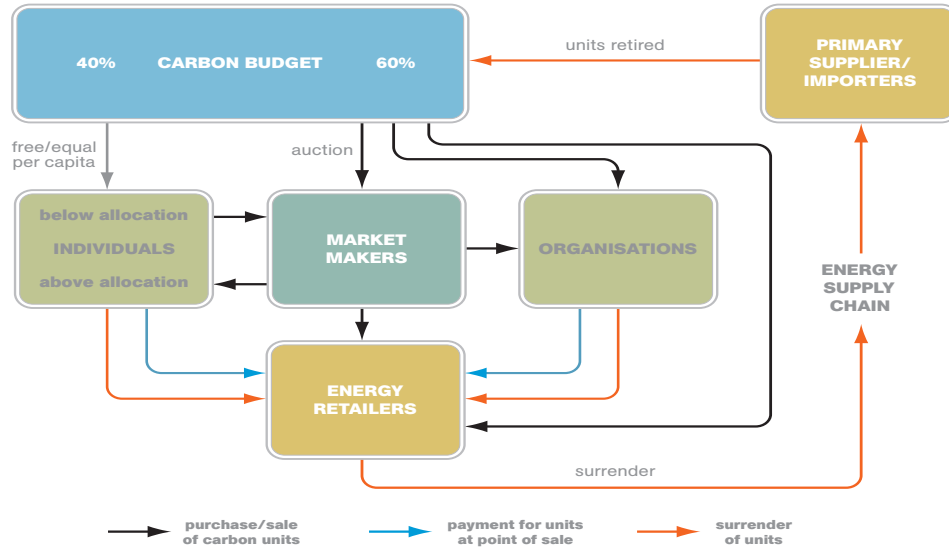 40% CARBON BUDGET 60%
units retired
PRIMARY
SUPPLIER/
IMPORTERS
free/equal
per capita
auction
below allocation
INDIVIDUALS
above allocation
MARKET
MAKERS
ORGANISATIONS
ENERGY
SUPPLY
CHAIN
ENERGY
RETAILERS
surrender
purchase/sale
of carbon units
payment for units
at point of sale
surrender
of units